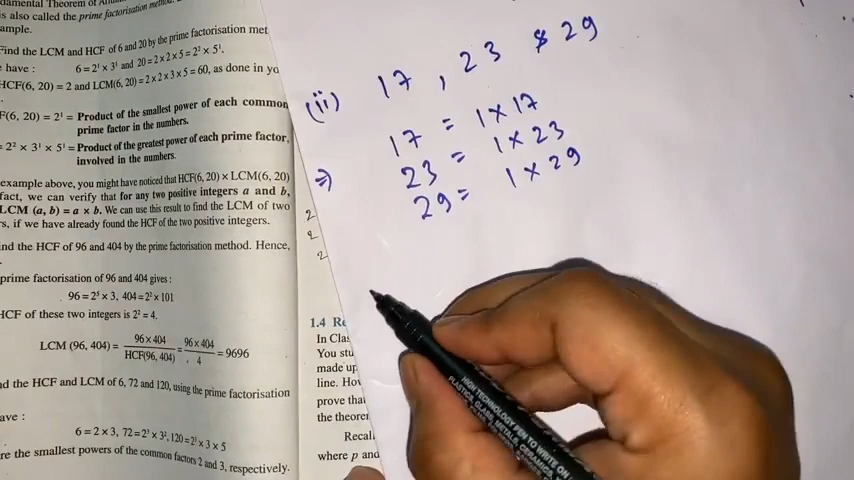 damental Theorem of
s also called the prime factorisation method.
ample.
Find the LCM and HCF of 6 and 20 by the prime factorisation met
have : 6 = 2¹ × 3¹ and 20 = 2 × 2 × 5 = 2² × 5¹.
HCF(6, 20) = 2 and LCM(6, 20) = 2 × 2 × 3 × 5 = 60, as done in yo
F(6, 20) = 2¹ = Product of the smallest power of each common
prime factor in the numbers.
= 2² × 3¹ × 5¹ = Product of the greatest power of each prime factor,
involved in the numbers.
example above, you might have noticed that HCF(6, 20) × LCM(6, 20)
fact, we can verify that for any two positive integers a and b,
LCM (a, b) = a × b. We can use this result to find the LCM of two
rs, if we have already found the HCF of the two positive integers.
nd the HCF of 96 and 404 by the prime factorisation method. Hence,
prime factorisation of 96 and 404 gives :
96 = 2⁵ × 3, 404 = 2² × 101
HCF of these two integers is 2² = 4.
LCM (96, 404) = 96 × 404 / HCF(96, 404) = 96 × 404 / 4 = 9696
nd the HCF and LCM of 6, 72 and 120, using the prime factorisation
ave :
6 = 2 × 3, 72 = 2³ × 3², 120 = 2³ × 3 × 5
re the smallest powers of the common factors 2 and 3, respectively.
(ii) 17 , 23 & 29
17 = 1 × 17
⇒ 23 = 1 × 23
29 = 1 × 29
2
2
2
1.4 Re
In Clas
You stu
made up
line. How
prove tha
the theore
Recal
where p and
HIGH TECHNOLOGY PEN TO WRITE ON
PLASTICS, GLASS, METALS, CERAMICS